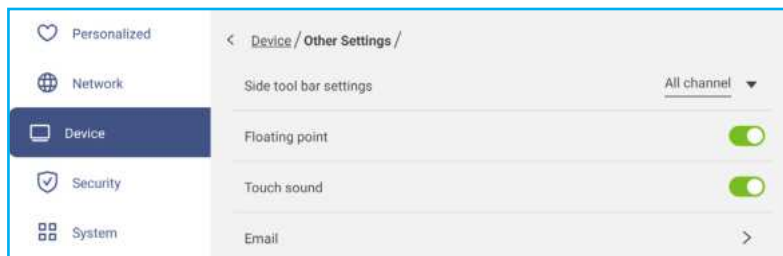 Personalized
Network
Device
Security
System
< Device / Other Settings /
Side tool bar settings All channel
Floating point
Touch sound
Email >